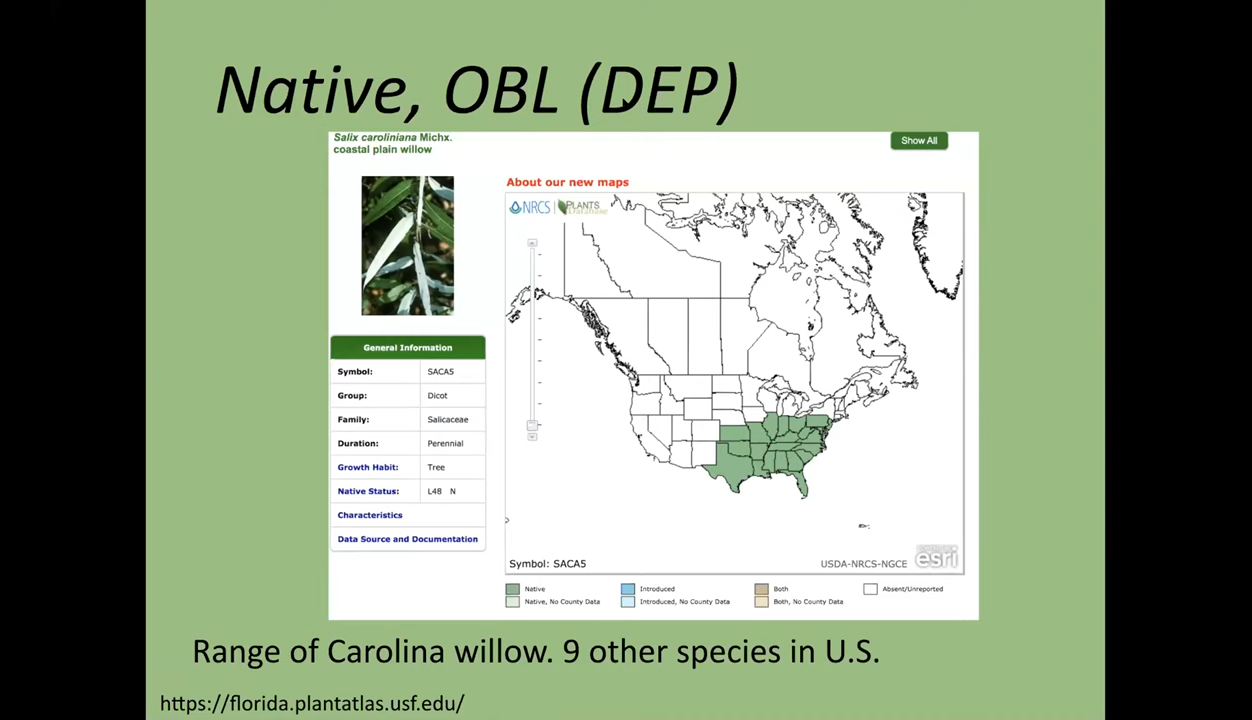 Native, OBL (DEP)
Salix caroliniana Michx.
coastal plain willow
Show All
About our new maps
NRCS PLANTS
Database
General Information
Symbol: SACA5
Group: Dicot
Family: Salicaceae
Duration: Perennial
Growth Habit: Tree
Native Status: L48 N
Characteristics
Data Source and Documentation
Symbol: SACA5
USDA-NRCS-NGCE
esri
Native
Introduced
Both
Absent/Unreported
Native, No County Data
Introduced, No County Data
Both, No County Data
Range of Carolina willow. 9 other species in U.S.
https://florida.plantatlas.usf.edu/